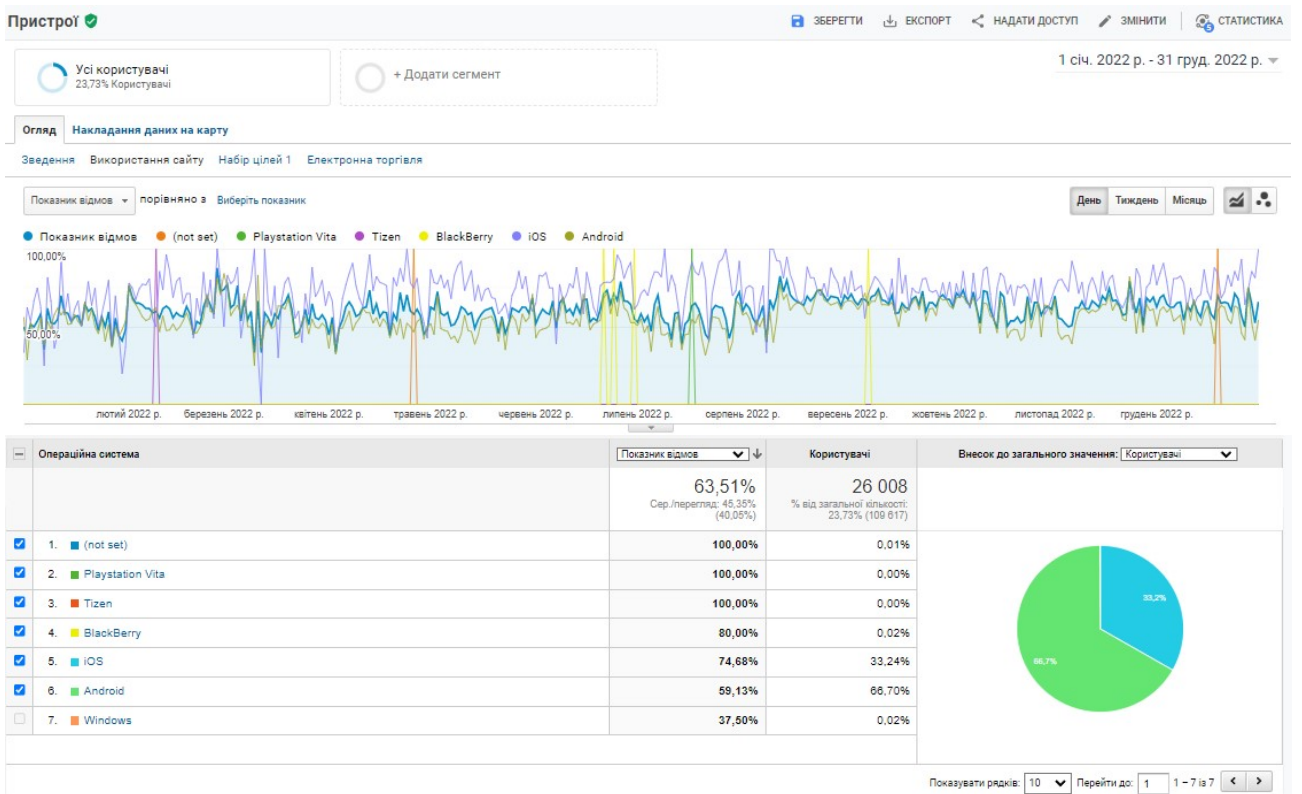 Пристрої
ЗБЕРЕГТИ ЕКСПОРТ НАДАТИ ДОСТУП ЗМІНИТИ 5 СТАТИСТИКА
Усі користувачі
23,73% Користувачі
+ Додати сегмент
1 січ. 2022 р. - 31 груд. 2022 р.
Огляд Накладання даних на карту
Зведення Використання сайту Набір цілей 1 Електронна торгівля
Показник відмов порівняно з Виберіть показник
День Тиждень Місяць
Показник відмов (not set) Playstation Vita Tizen BlackBerry iOS Android
100,00%
50,00%
лютий 2022 р. березень 2022 р. квітень 2022 р. травень 2022 р. червень 2022 р. липень 2022 р. серпень 2022 р. вересень 2022 р. жовтень 2022 р. листопад 2022 р. грудень 2022 р.
Операційна система Показник відмов Користувачі Внесок до загального значення: Користувачі
63,51% 26 008
Сер./перегляд: 45,35% % від загальної кількості:
(40,05%) 23,73% (109 617)
1. (not set) 100,00% 0,01%
2. Playstation Vita 100,00% 0,00%
3. Tizen 100,00% 0,00%
4. BlackBerry 80,00% 0,02%
5. iOS 74,68% 33,24%
6. Android 59,13% 66,70%
7. Windows 37,50% 0,02%
33,2%
66,7%
Показувати рядків: 10 Перейти до: 1 1 – 7 із 7